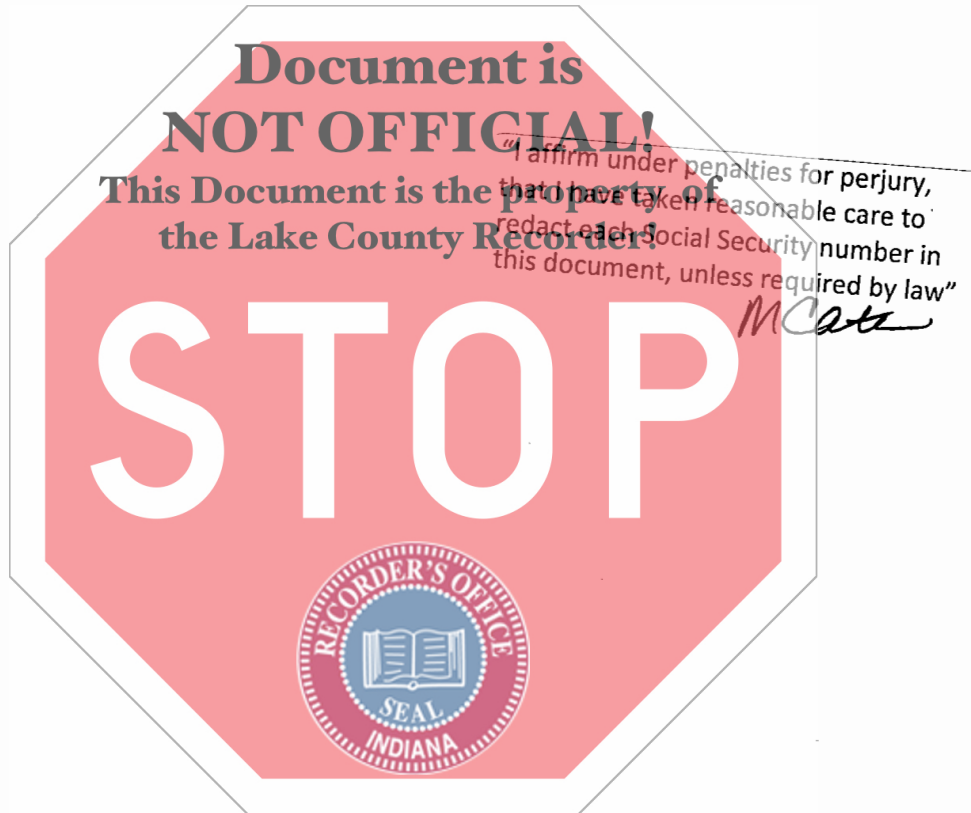 Document is
NOT OFFICIAL!
This Document is the property of
the Lake County Recorder!
"I affirm under penalties for perjury,
that I have taken reasonable care to
redact each Social Security number in
this document, unless required by law"
STOP
RECORDER'S OFFICE
SEAL
INDIANA